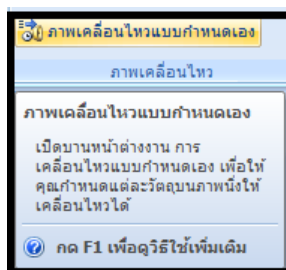 ภาพเคลื่อนไหวแบบกำหนดเอง
ภาพเคลื่อนไหว
ภาพเคลื่อนไหวแบบกำหนดเอง
เปิดบานหน้าต่างงาน การ
เคลื่อนไหวแบบกำหนดเอง เพื่อให้
คุณกำหนดแต่ละวัตถุบนภาพนิ่งให้
เคลื่อนไหวได้
กด F1 เพื่อดูวิธีใช้เพิ่มเติม